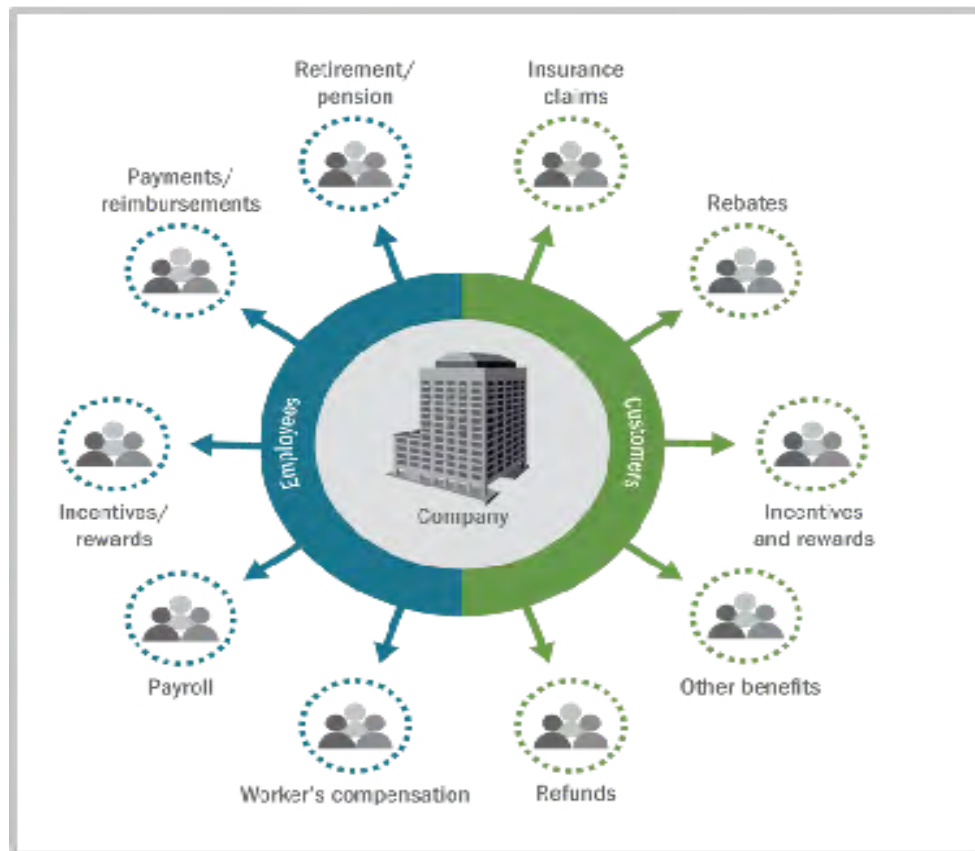 Retirement/
pension
Insurance
claims
Payments/
reimbursements
Rebates
Employees
Customers
Company
Incentives/
rewards
Incentives
and rewards
Payroll
Other benefits
Worker's compensation
Refunds